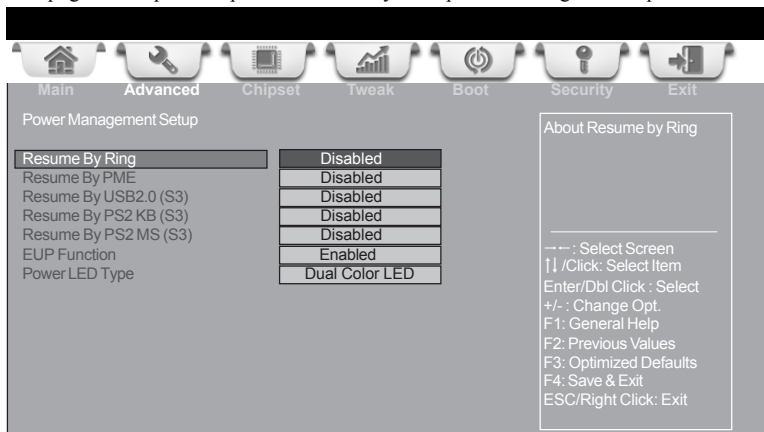 Main Advanced Chipset Tweak Boot Security Exit
Power Management Setup
Resume By Ring Disabled
Resume By PME Disabled
Resume By USB2.0 (S3) Disabled
Resume By PS2 KB (S3) Disabled
Resume By PS2 MS (S3) Disabled
EUP Function Enabled
Power LED Type Dual Color LED
About Resume by Ring
→←: Select Screen
↑↓ /Click: Select Item
Enter/Dbl Click : Select
+/- : Change Opt.
F1: General Help
F2: Previous Values
F3: Optimized Defaults
F4: Save & Exit
ESC/Right Click: Exit